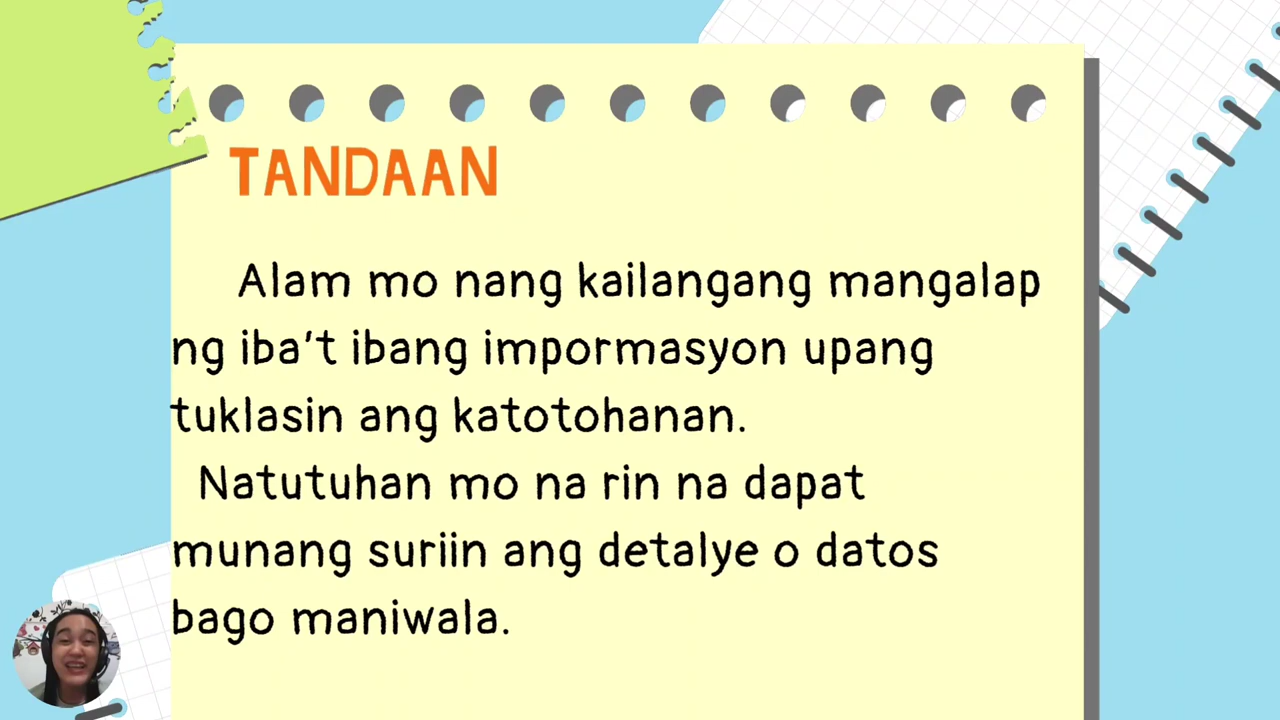 TANDAAN
Alam mo nang kailangang mangalap
ng iba't ibang impormasyon upang
tuklasin ang katotohanan.
Natutuhan mo na rin na dapat
munang suriin ang detalye o datos
bago maniwala.